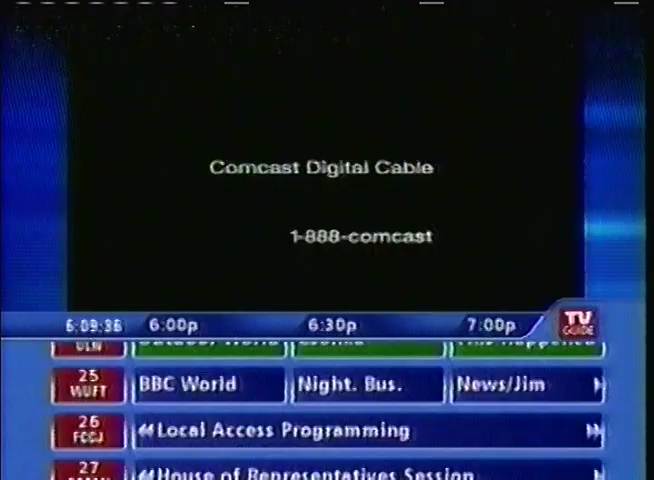 Comcast Digital Cable
1-888-comcast
6:09:36 6:00p 6:30p 7:00p TV GUIDE
25 WUFT BBC World Night. Bus. News/Jim
26 FCCJ Local Access Programming
27 House of Representatives Session